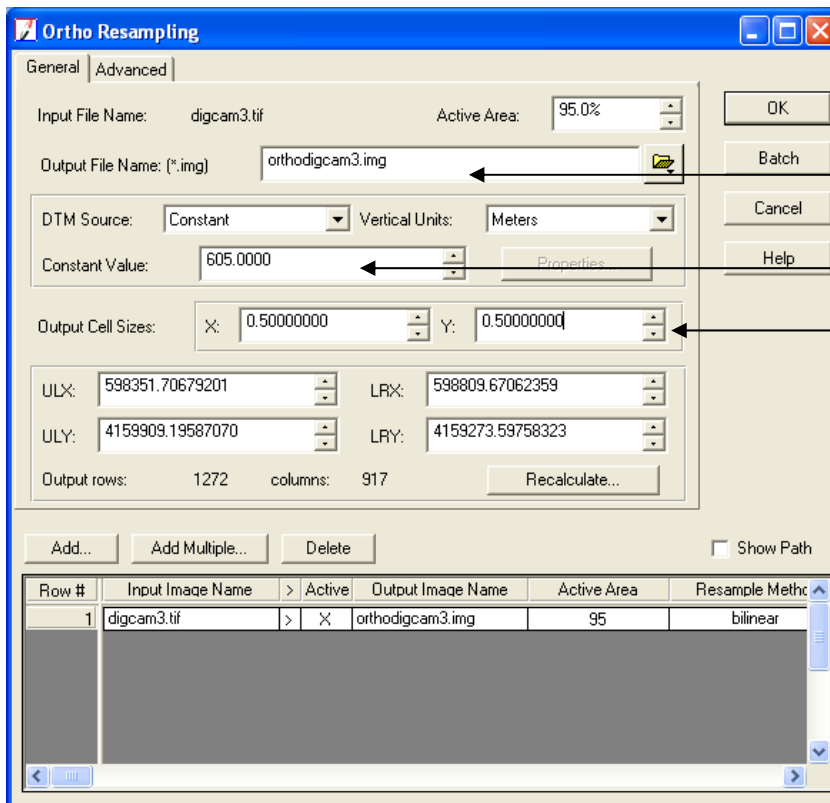 Ortho Resampling
General Advanced
Input File Name: digcam3.tif Active Area: 95.0% OK
Output File Name: (*.img) orthodigcam3.img Batch
DTM Source: Constant Vertical Units: Meters Cancel
Constant Value: 605.0000 Properties... Help
Output Cell Sizes: X: 0.50000000 Y: 0.50000000
ULX: 598351.70679201 LRX: 598809.67062359
ULY: 4159909.19587070 LRY: 4159273.59758323
Output rows: 1272 columns: 917 Recalculate...
Add... Add Multiple... Delete Show Path
Row # Input Image Name > Active Output Image Name Active Area Resample Methc
1 digcam3.tif > X orthodigcam3.img 95 bilinear